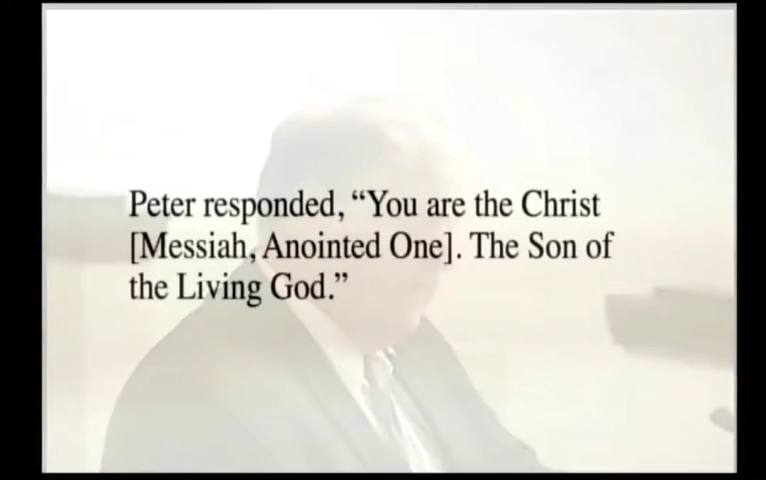 Peter responded, “You are the Christ
[Messiah, Anointed One]. The Son of
the Living God.”